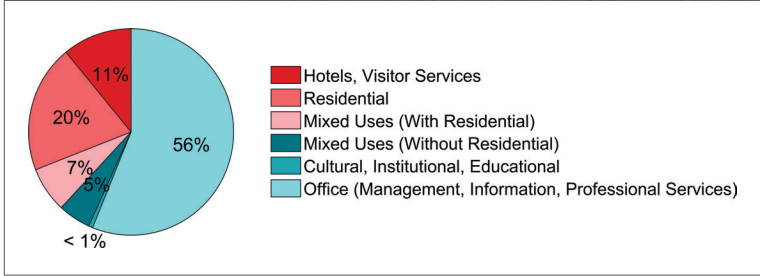 11%
20%
56%
7%
5%
< 1%
Hotels, Visitor Services
Residential
Mixed Uses (With Residential)
Mixed Uses (Without Residential)
Cultural, Institutional, Educational
Office (Management, Information, Professional Services)